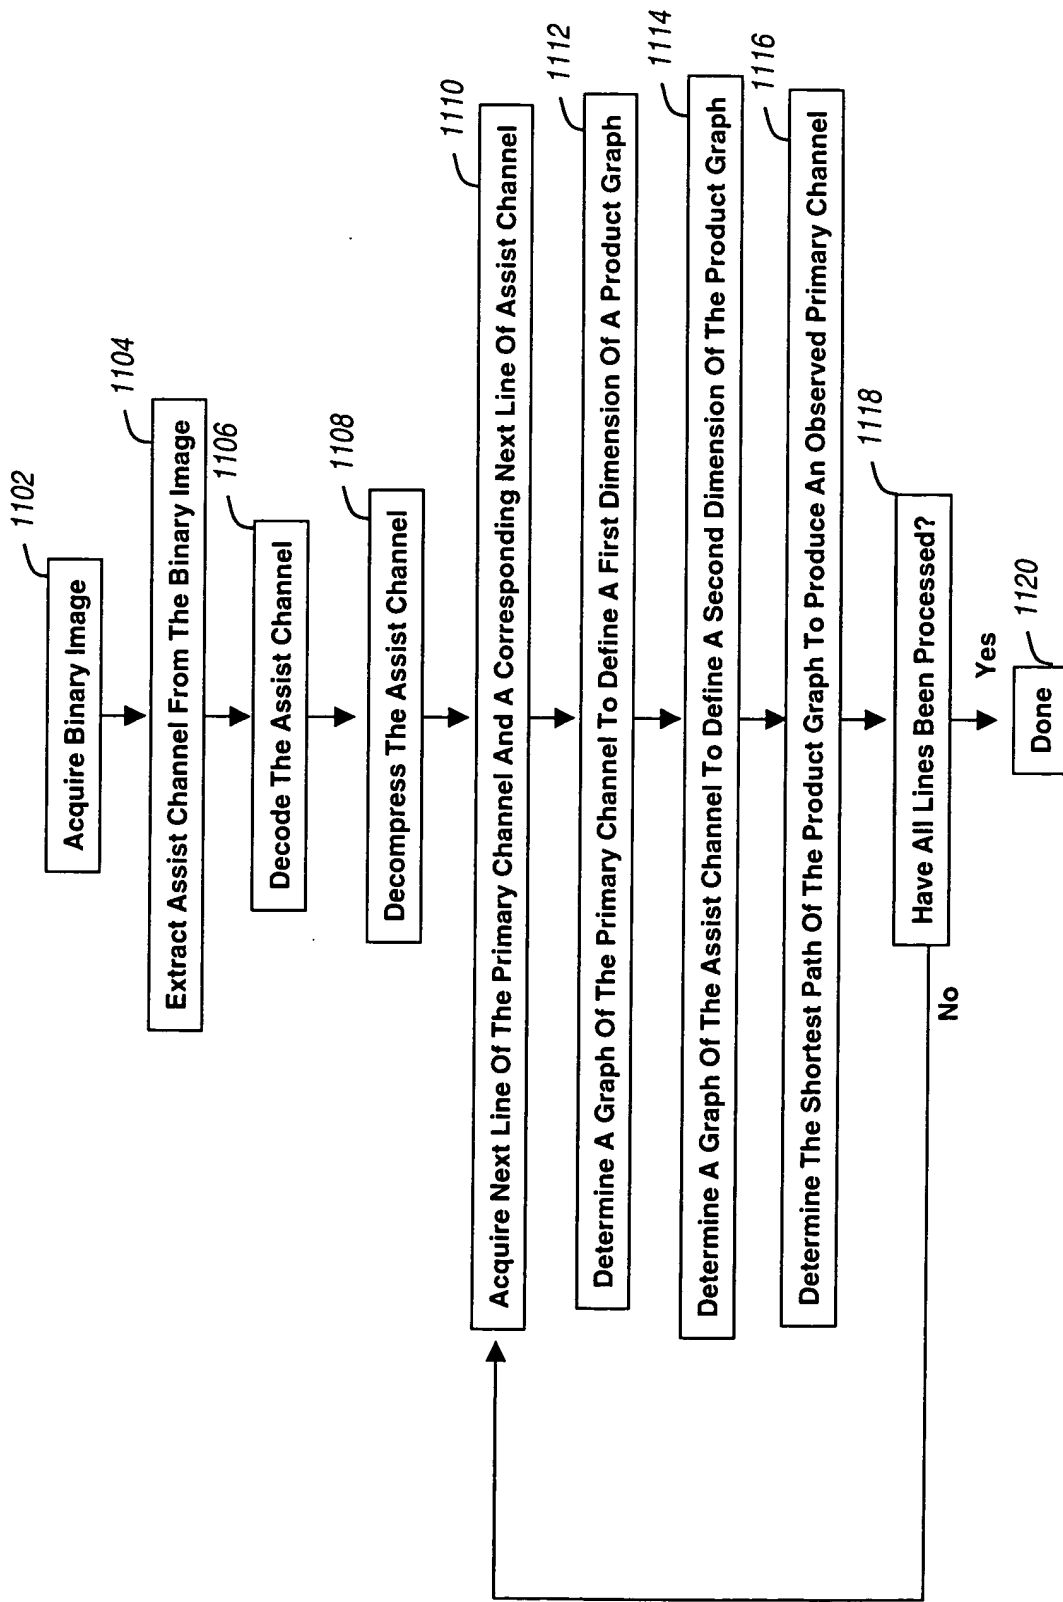 1102
Acquire Binary Image
1104
Extract Assist Channel From The Binary Image
1106
Decode The Assist Channel
1108
Decompress The Assist Channel
1110
Acquire Next Line Of The Primary Channel And A Corresponding Next Line Of Assist Channel
1112
Determine A Graph Of The Primary Channel To Define A First Dimension Of A Product Graph
1114
Determine A Graph Of The Assist Channel To Define A Second Dimension Of The Product Graph
1116
Determine The Shortest Path Of The Product Graph To Produce An Observed Primary Channel
1118
Have All Lines Been Processed?
No
Yes
1120
Done